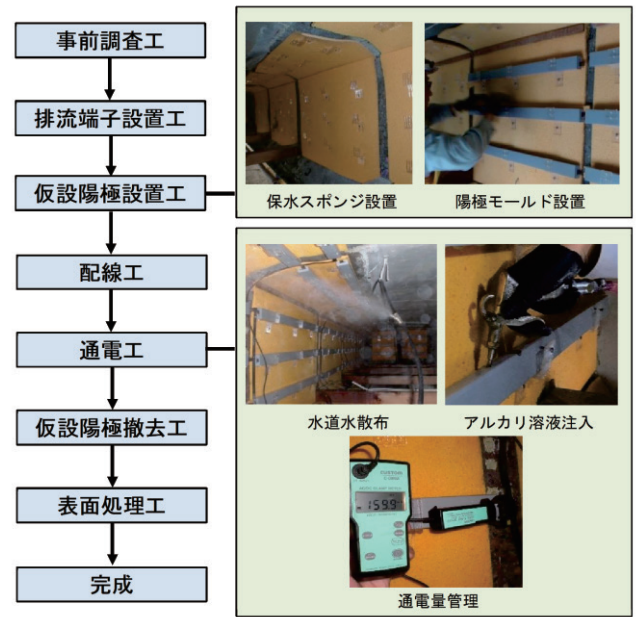 事前調査工
排流端子設置工
仮設陽極設置工
配線工
通電工
仮設陽極撤去工
表面処理工
完成
保水スポンジ設置
陽極モールド設置
水道水散布
アルカリ溶液注入
159.9
通電量管理